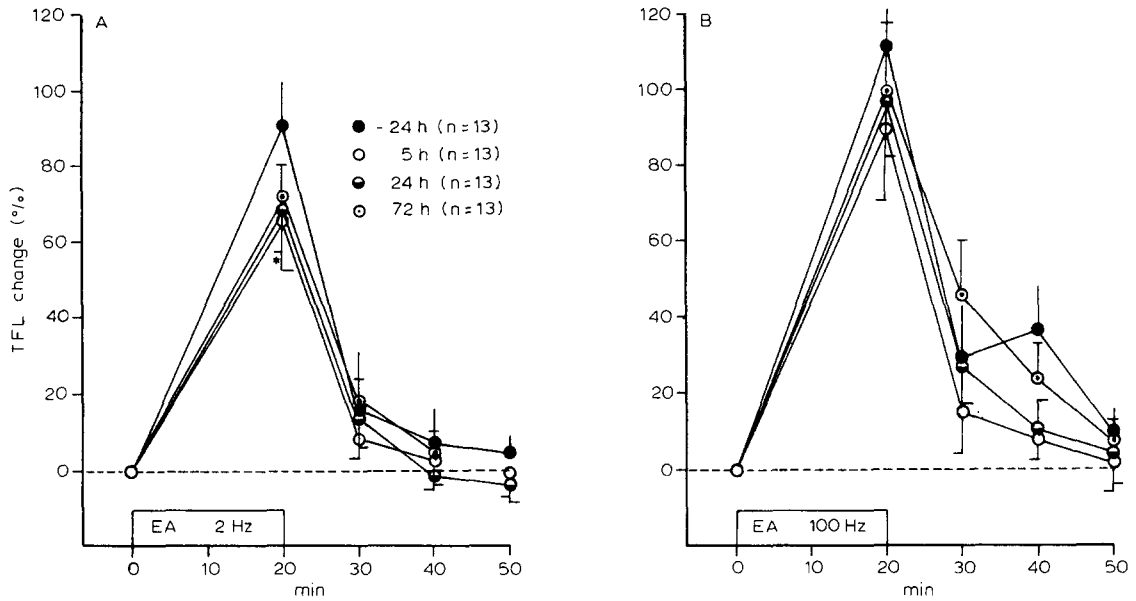 A
120
100
80
60
40
20
0
TFL change (°/o)
- 24 h (n=13)
5 h (n=13)
24 h (n=13)
72 h (n=13)
*
EA 2 Hz
0 10 20 30 40 50
min
B
120
100
80
60
40
20
0
EA 100 Hz
0 10 20 30 40 50
min